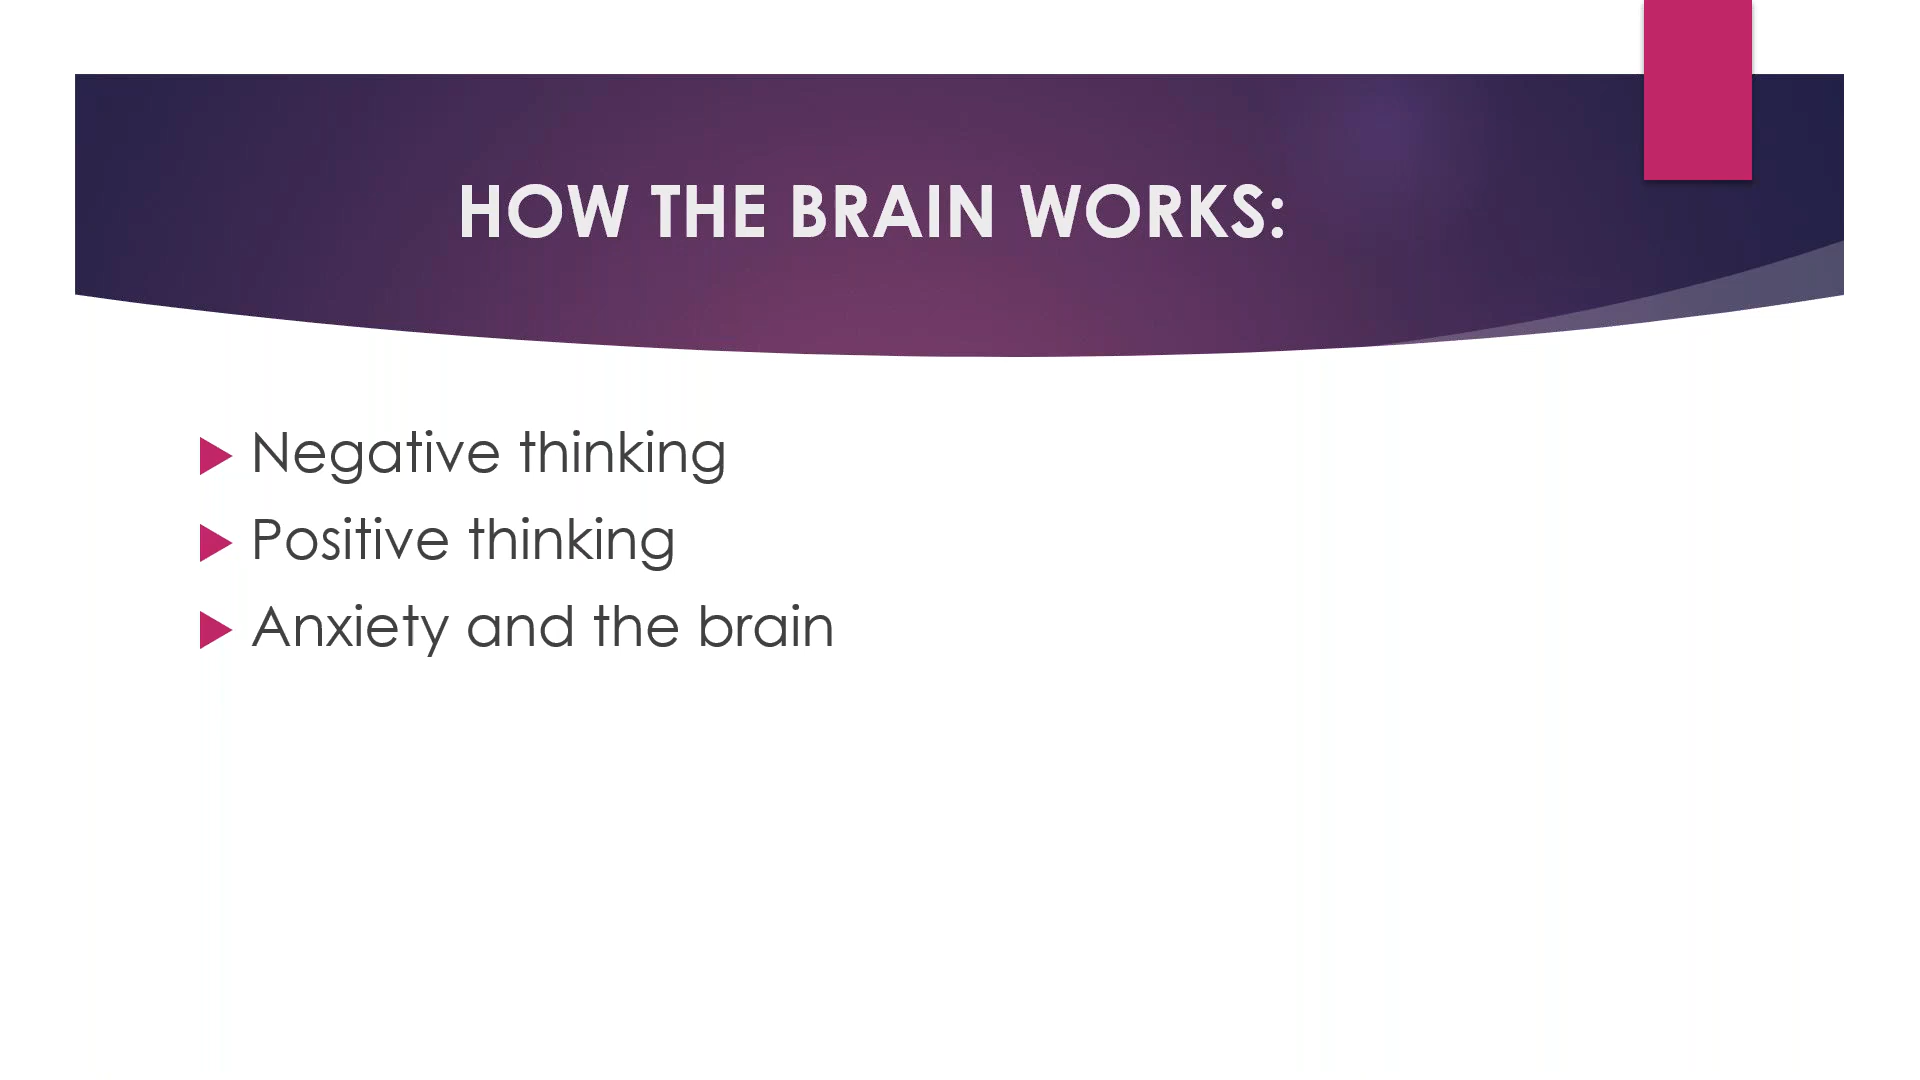 HOW THE BRAIN WORKS:
Negative thinking
Positive thinking
Anxiety and the brain